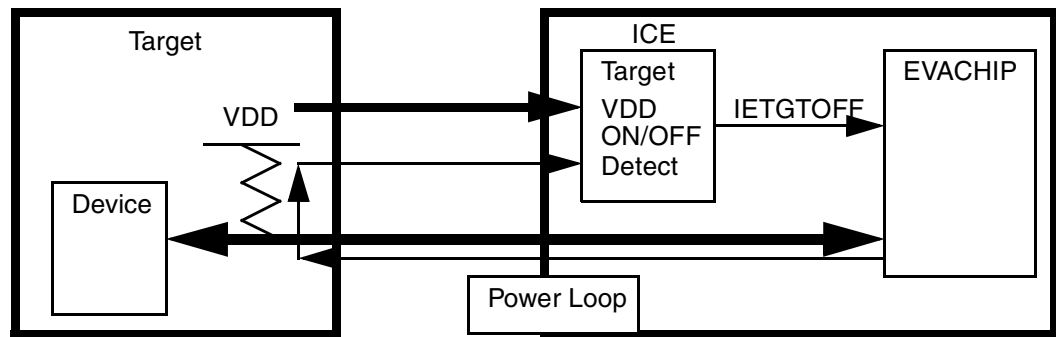 Target
VDD
Device
ICE
Target
VDD
ON/OFF
Detect
IETGTOFF
EVACHIP
Power Loop